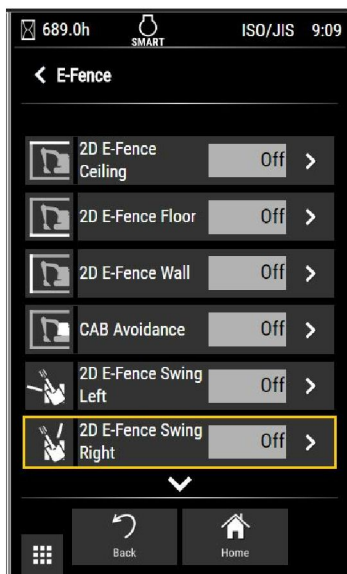 689.0h SMART ISO/JIS 9:09
E-Fence
2D E-Fence
Ceiling
Off
2D E-Fence Floor Off
2D E-Fence Wall Off
CAB Avoidance Off
2D E-Fence Swing
Left
Off
2D E-Fence Swing
Right
Off
Back Home